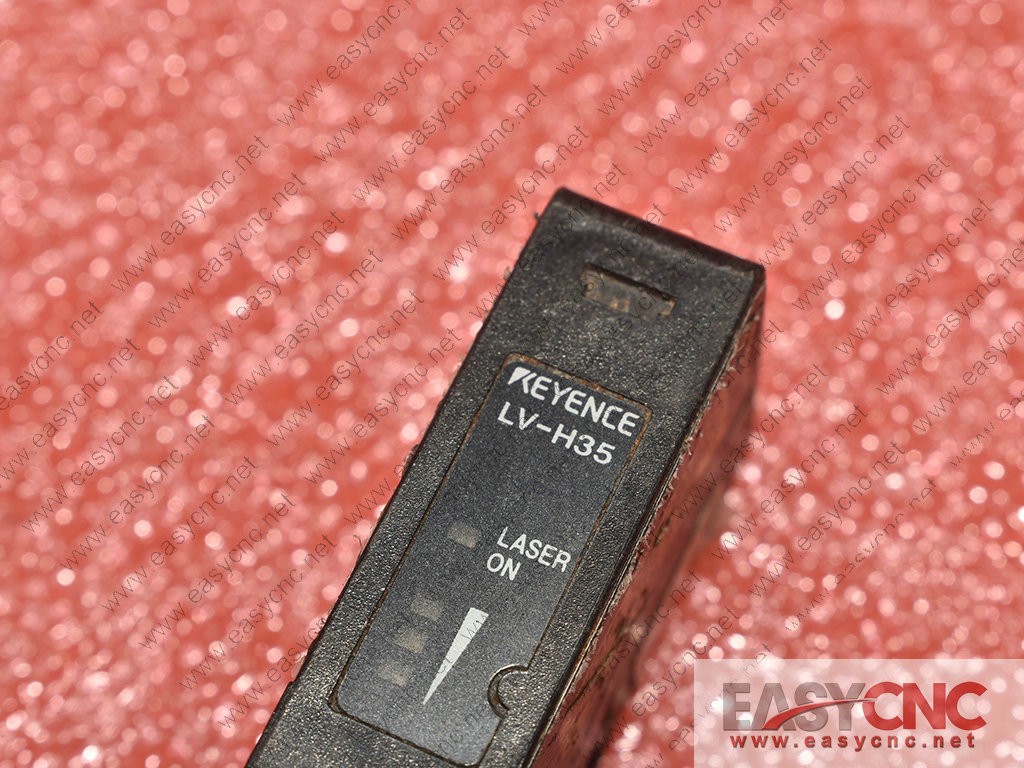 KEYENCE
LV-H35
LASER
ON
EASYCNC
www.easycnc.net